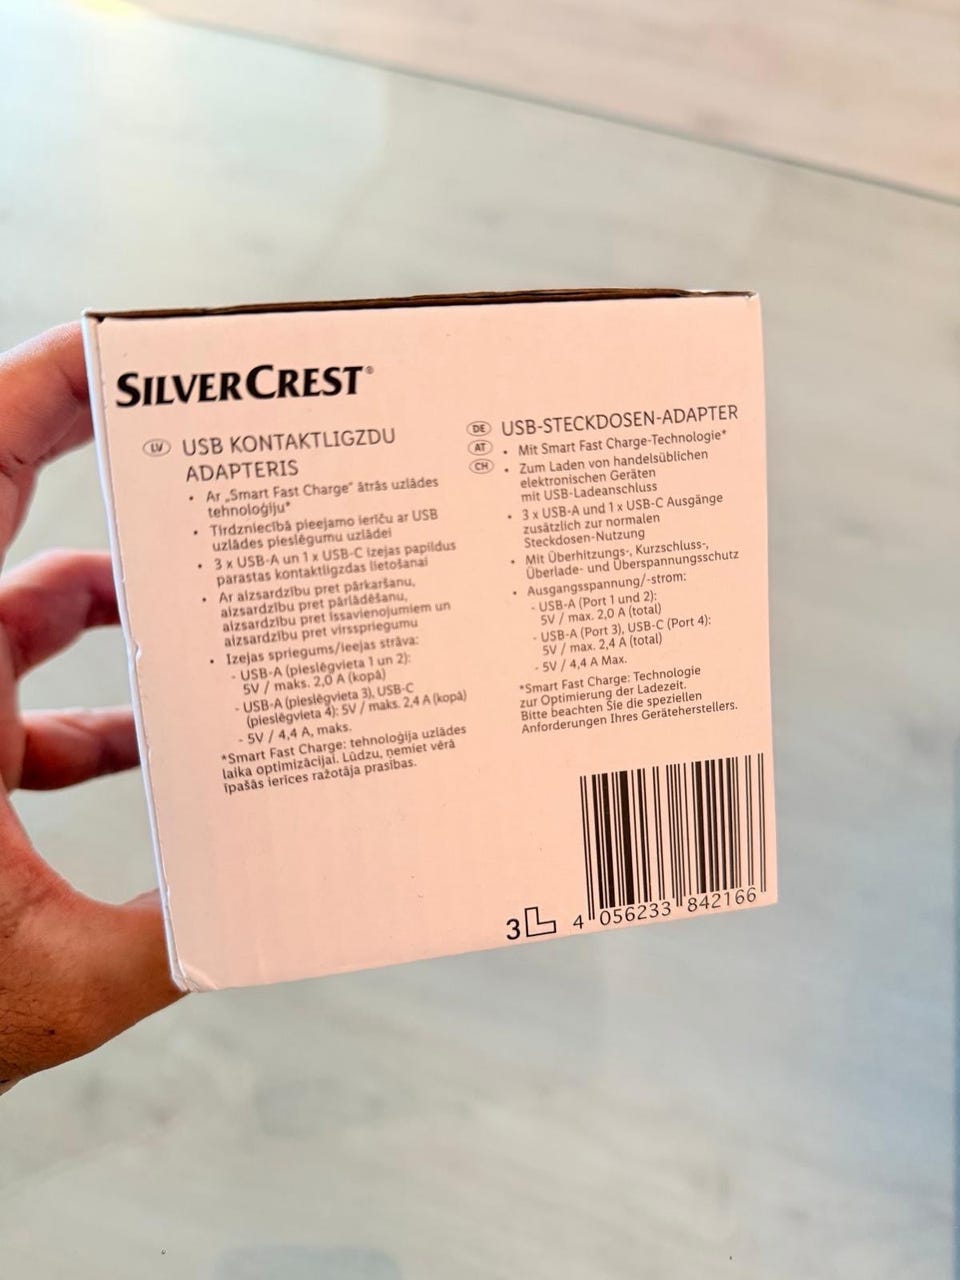 SILVERCREST®
LV USB KONTAKTLIGZDU
ADAPTERIS
• Ar „Smart Fast Charge” ātrās uzlādes
tehnoloģiju*
• Tirdzniecībā pieejamo ierīču ar USB
uzlādes pieslēgumu uzlādei
• 3 x USB-A un 1 x USB-C izejas papildus
parastas kontaktligzdas lietošanai
• Ar aizsardzību pret pārkaršanu,
aizsardzību pret pārlādēšanu,
aizsardzību pret īssavienojumiem un
aizsardzību pret virsspriegumu
• Izejas spriegums/ieejas strāva:
- USB-A (pieslēgvieta 1 un 2):
5V / maks. 2,0 A (kopā)
- USB-A (pieslēgvieta 3), USB-C
(pieslēgvieta 4): 5V / maks. 2,4 A (kopā)
- 5V / 4,4 A, maks.
*Smart Fast Charge: tehnoloģija uzlādes
laika optimizācijai. Lūdzu, ņemiet vērā
īpašās ierīces ražotāja prasības.
DE USB-STECKDOSEN-ADAPTER
AT • Mit Smart Fast Charge-Technologie*
CH • Zum Laden von handelsüblichen
elektronischen Geräten
mit USB-Ladeanschluss
• 3 x USB-A und 1 x USB-C Ausgänge
zusätzlich zur normalen
Steckdosen-Nutzung
• Mit Überhitzungs-, Kurzschluss-,
Überlade- und Überspannungsschutz
• Ausgangsspannung/-strom:
- USB-A (Port 1 und 2):
5V / max. 2,0 A (total)
- USB-A (Port 3), USB-C (Port 4):
5V / max. 2,4 A (total)
- 5V / 4,4 A Max.
*Smart Fast Charge: Technologie
zur Optimierung der Ladezeit.
Bitte beachten Sie die speziellen
Anforderungen Ihres Geräteherstellers.
3 L
4 056233 842166